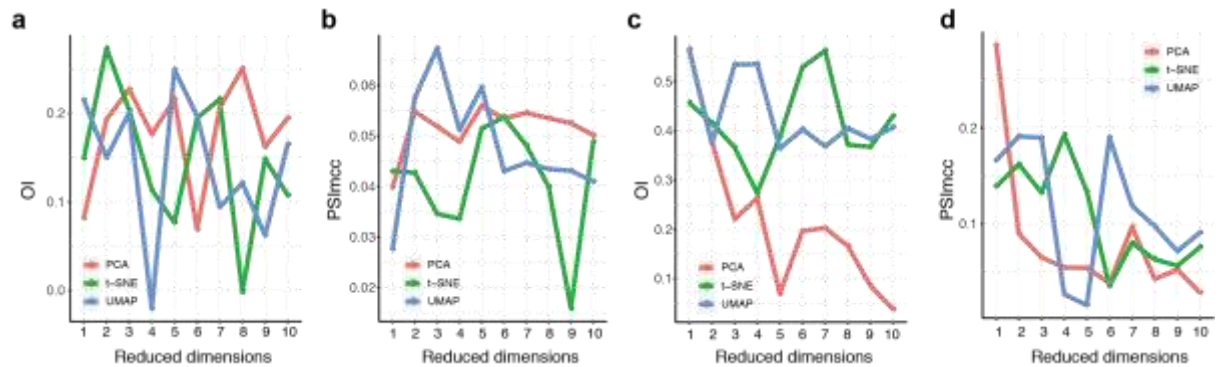 a
OI
0.2
0.1
0.0
PCA
t-SNE
UMAP
1 2 3 4 5 6 7 8 9 10
Reduced dimensions
b
PSImcc
0.06
0.05
0.04
0.03
0.02
PCA
t-SNE
UMAP
1 2 3 4 5 6 7 8 9 10
Reduced dimensions
c
OI
0.5
0.4
0.3
0.2
0.1
PCA
t-SNE
UMAP
1 2 3 4 5 6 7 8 9 10
Reduced dimensions
d
PSImcc
0.2
0.1
PCA
t-SNE
UMAP
1 2 3 4 5 6 7 8 9 10
Reduced dimensions